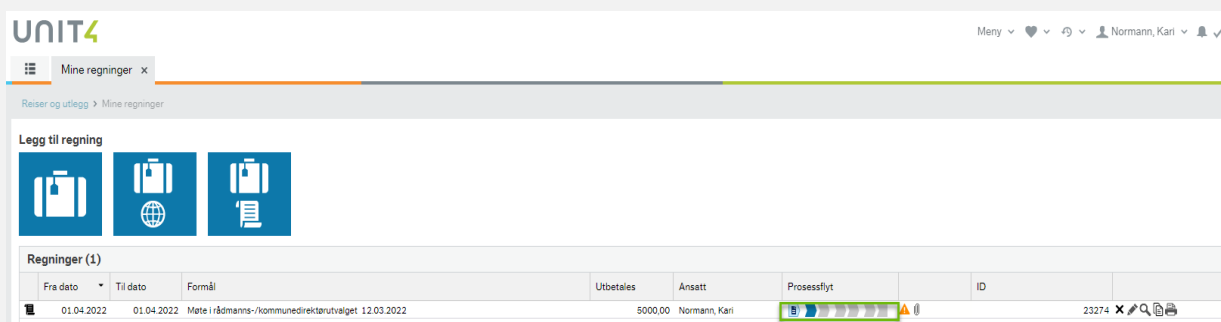 UNIT4
Meny Normann, Kari
Mine regninger x
Reiser og utlegg > Mine regninger
Legg til regning
Regninger (1)
Fra dato Til dato Formål Utbetales Ansatt Prosessflyt ID
01.04.2022 01.04.2022 Møte i rådmanns-/kommunedirektørutvalget 12.03.2022 5000,00 Normann, Kari 23274